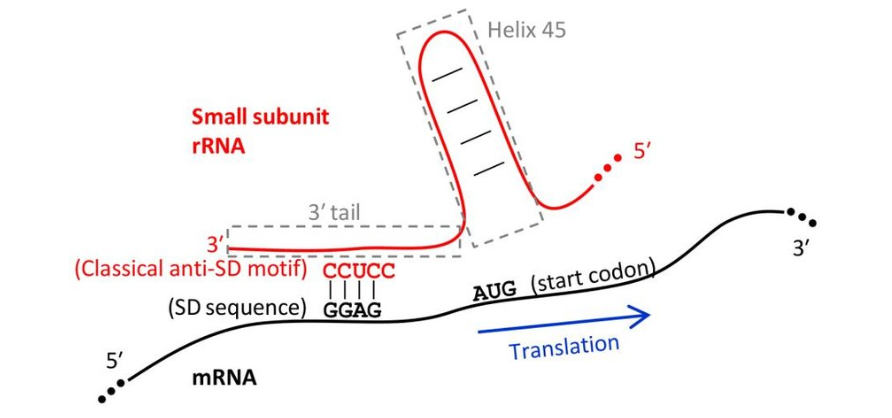 Helix 45
Small subunit
rRNA
5′
3′ tail
3′
(Classical anti-SD motif) CCUCC
(SD sequence) GGAG
AUG (start codon)
3′
Translation
5′
mRNA